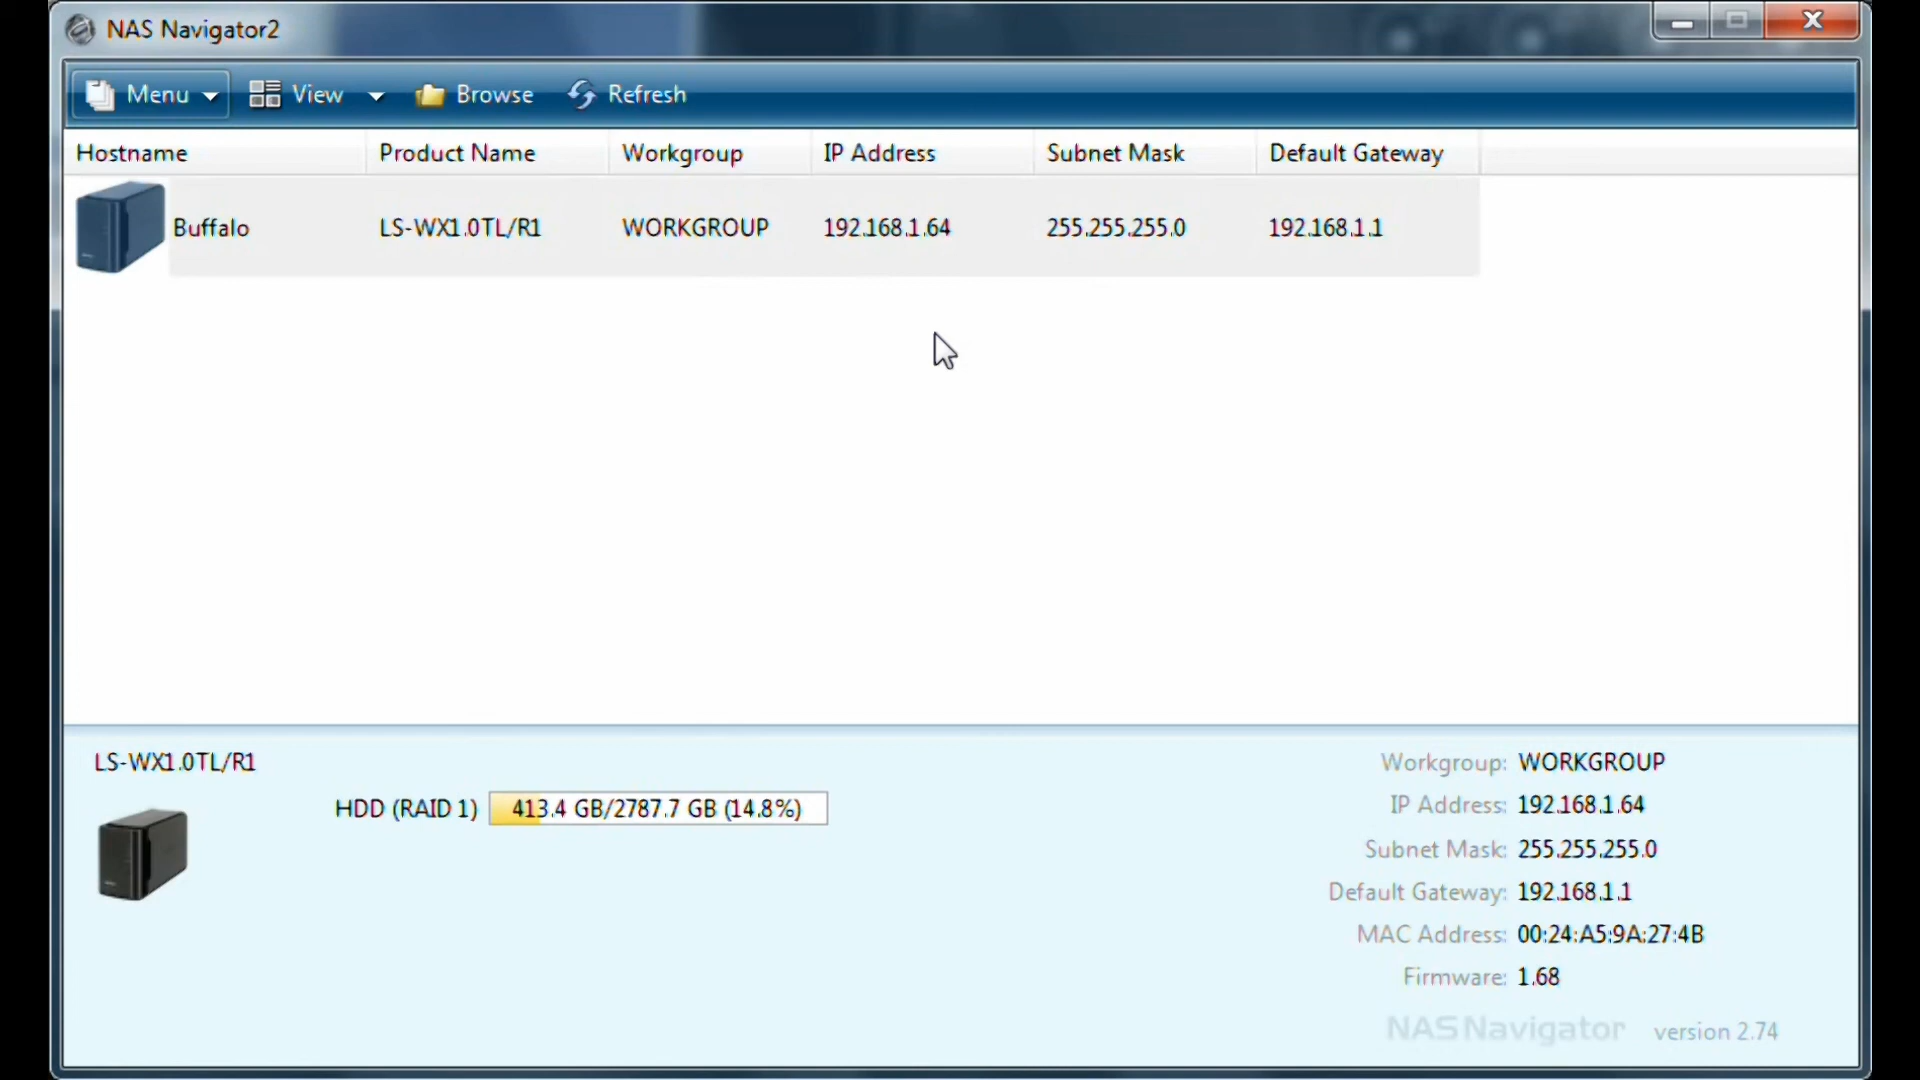 NAS Navigator2
Menu View Browse Refresh
Hostname Product Name Workgroup IP Address Subnet Mask Default Gateway
Buffalo LS-WX1.0TL/R1 WORKGROUP 192.168.1.64 255.255.255.0 192.168.1.1
LS-WX1.0TL/R1
HDD (RAID 1) 413.4 GB/2787.7 GB (14.8%)
Workgroup: WORKGROUP
IP Address: 192.168.1.64
Subnet Mask: 255.255.255.0
Default Gateway: 192.168.1.1
MAC Address: 00:24:A5:9A:27:4B
Firmware: 1.68
NAS Navigator version 2.74